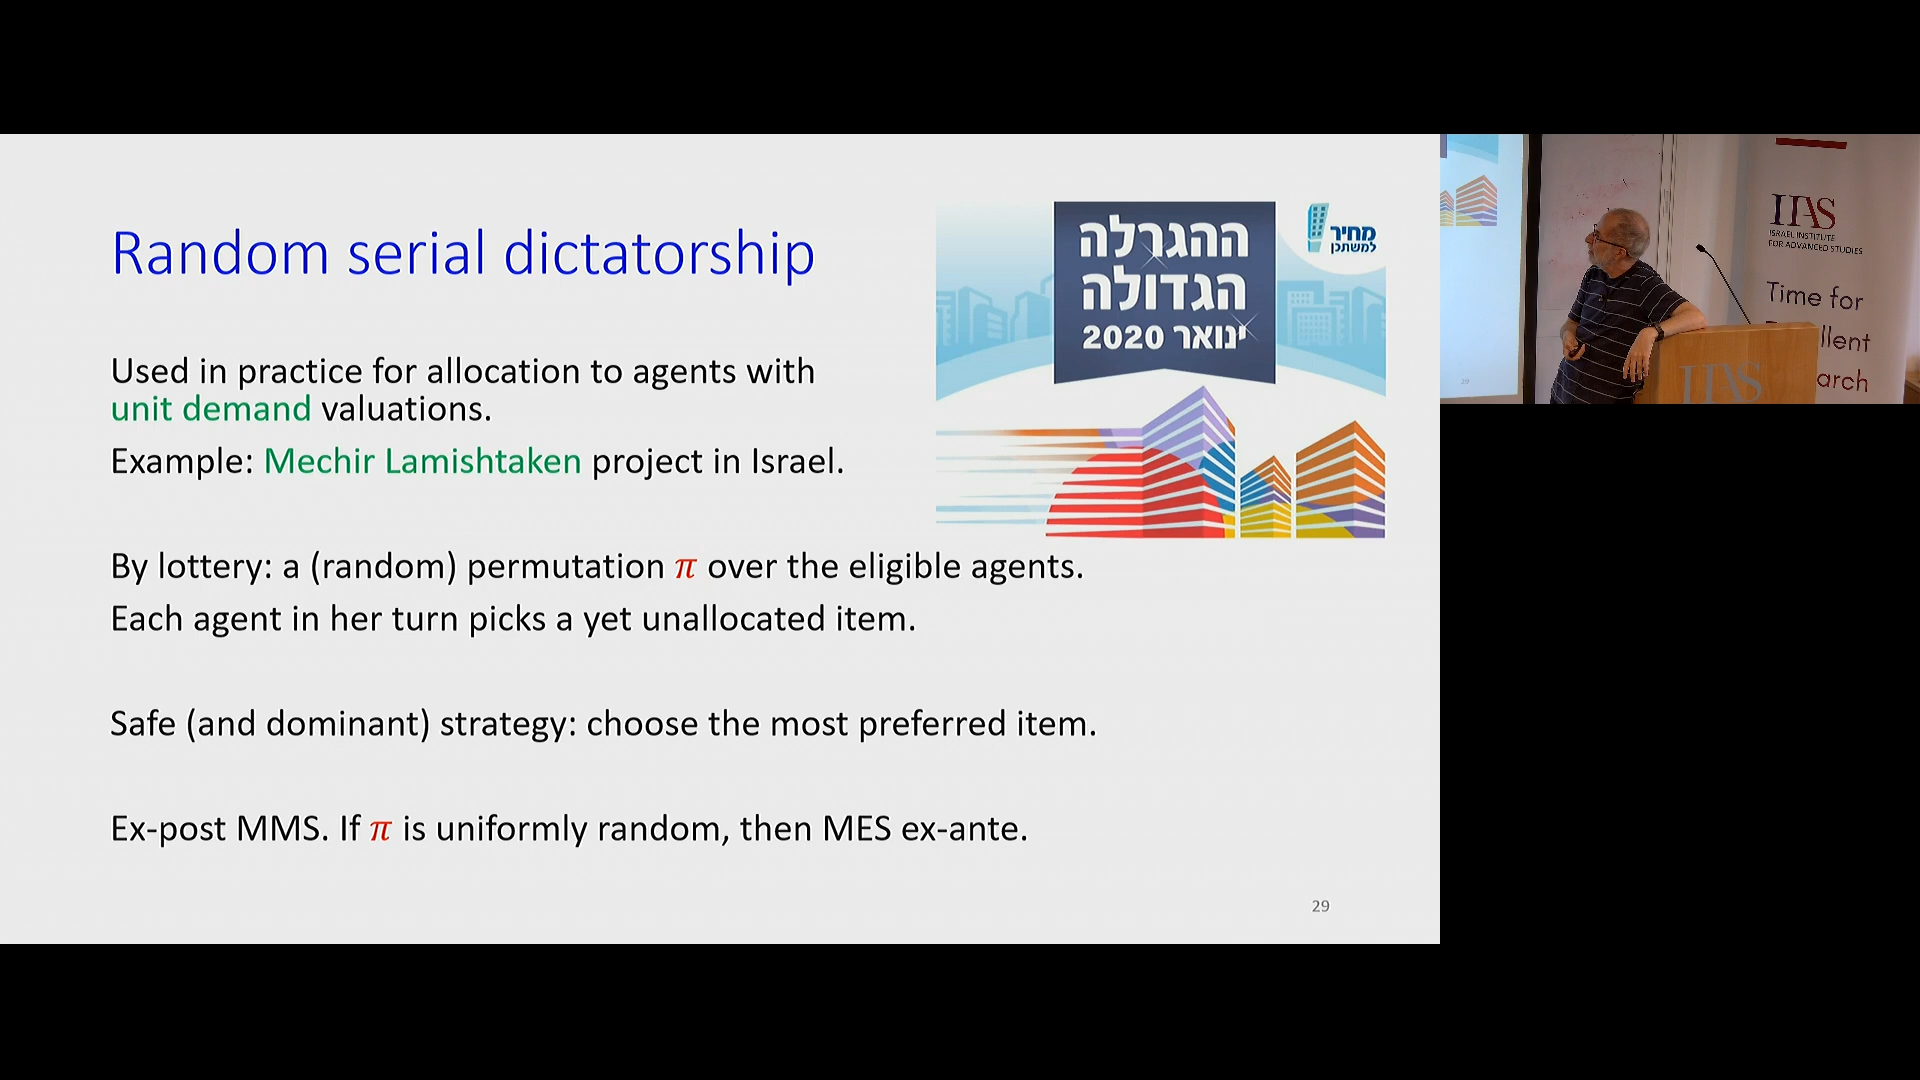 Random serial dictatorship
ההגרלה
הגדולה
ינואר 2020
מחיר
למשתכן
Used in practice for allocation to agents with
unit demand valuations.
Example: Mechir Lamishtaken project in Israel.
By lottery: a (random) permutation π over the eligible agents.
Each agent in her turn picks a yet unallocated item.
Safe (and dominant) strategy: choose the most preferred item.
Ex-post MMS. If π is uniformly random, then MES ex-ante.
29
IIAS
ISRAEL INSTITUTE
FOR ADVANCED STUDIES
Time for
llent
arch
IIAS
29